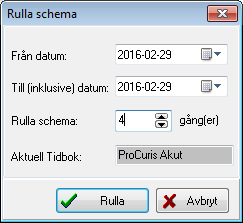 Rulla schema
Från datum: 2016-02-29
Till (inklusive) datum: 2016-02-29
Rulla schema: 4 gång(er)
Aktuell Tidbok: ProCuris Akut
Rulla Avbryt